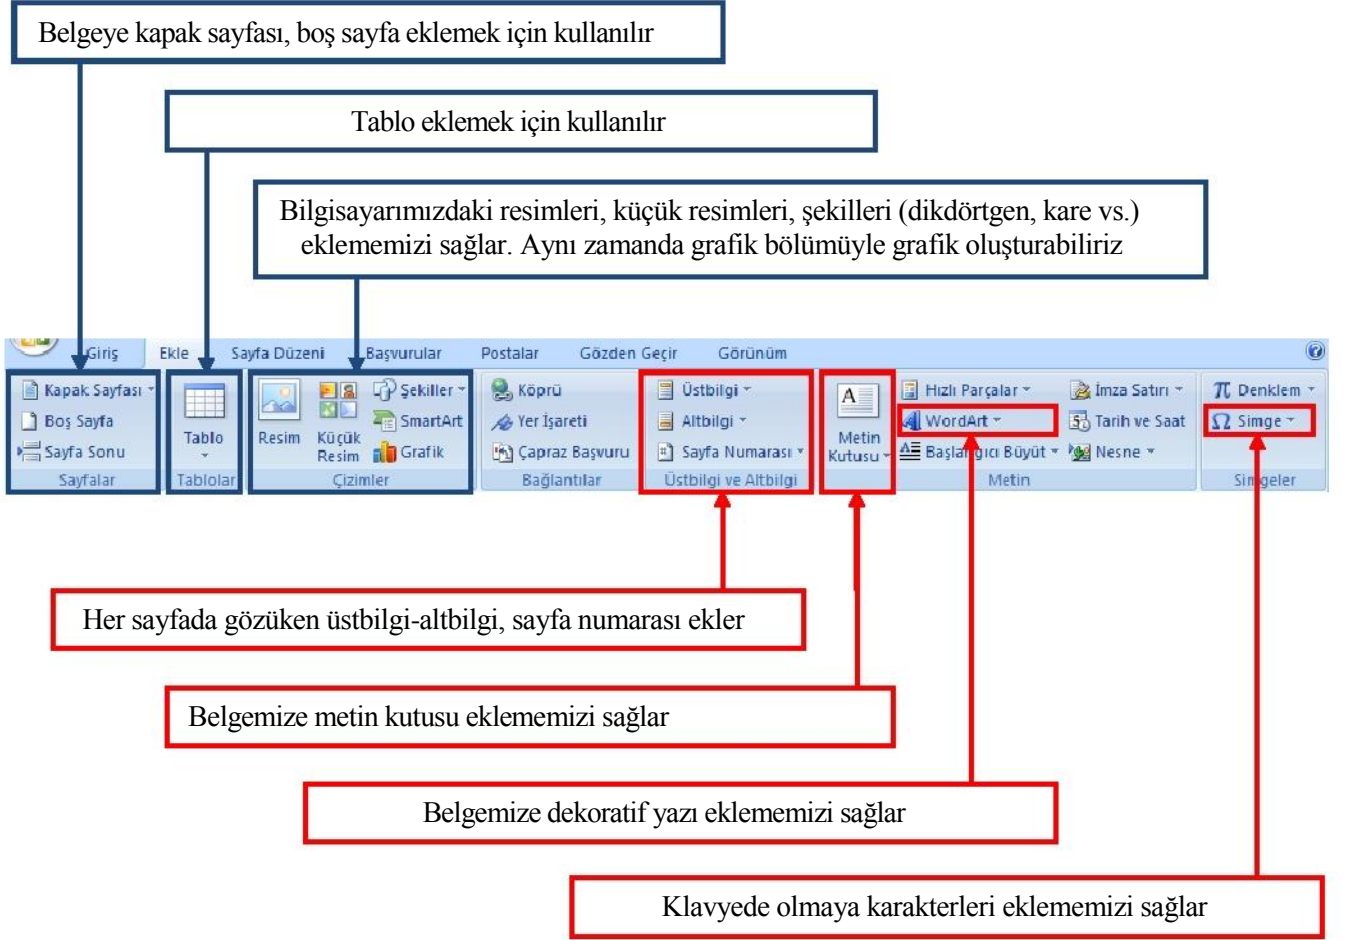 Belgeye kapak sayfası, boş sayfa eklemek için kullanılır
Tablo eklemek için kullanılır
Bilgisayarımızdaki resimleri, küçük resimleri, şekilleri (dikdörtgen, kare vs.)
eklememizi sağlar. Aynı zamanda grafik bölümüyle grafik oluşturabiliriz
Giriş Ekle Sayfa Düzeni Başvurular Postalar Gözden Geçir Görünüm
Kapak Sayfası
Boş Sayfa
Sayfa Sonu
Sayfalar
Tablo
Tablolar
Resim
Küçük
Resim
Şekiller
SmartArt
Grafik
Çizimler
Köprü
Yer İşareti
Çapraz Başvuru
Bağlantılar
Üstbilgi
Altbilgi
Sayfa Numarası
Üstbilgi ve Altbilgi
Metin
Kutusu
Hızlı Parçalar
WordArt
Başlangıcı Büyüt
İmza Satırı
Tarih ve Saat
Nesne
Metin
π Denklem
Ω Simge
Simgeler
Her sayfada gözüken üstbilgi-altbilgi, sayfa numarası ekler
Belgemize metin kutusu eklememizi sağlar
Belgemize dekoratif yazı eklememizi sağlar
Klavyede olmaya karakterleri eklememizi sağlar